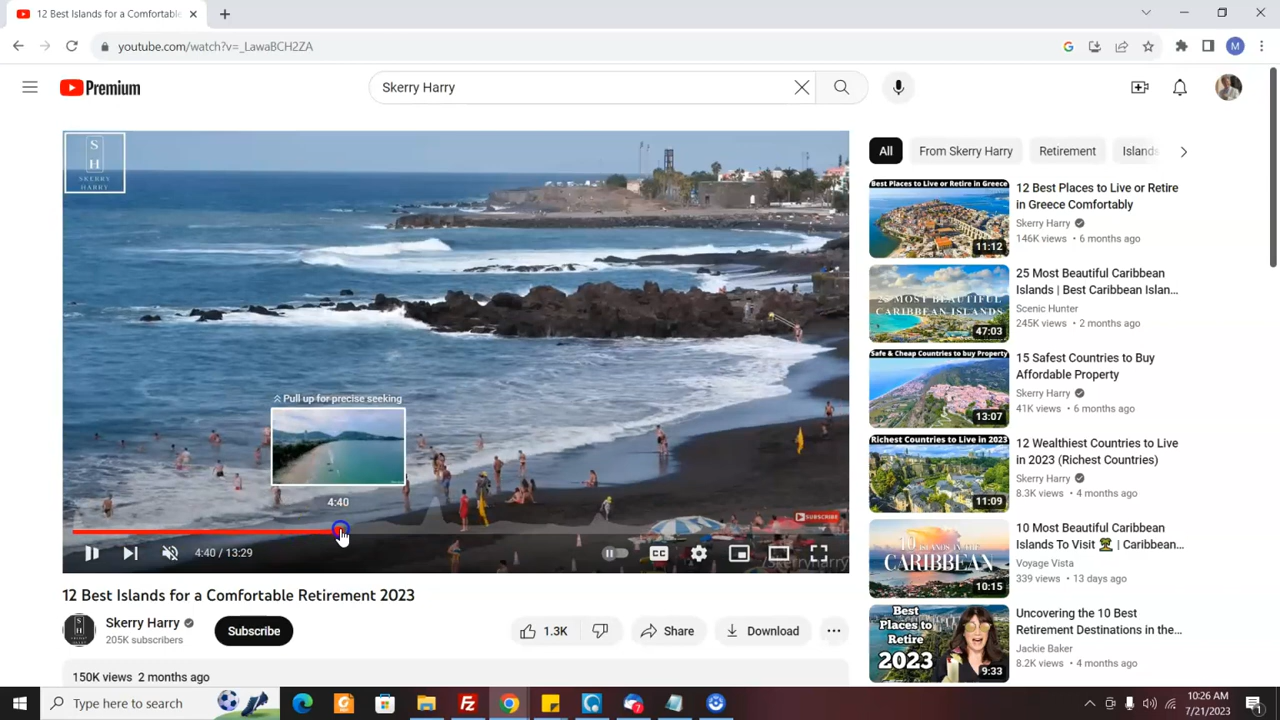 12 Best Islands for a Comfortable
youtube.com/watch?v=_LawaBCH2ZA
M
Premium
Skerry Harry
S
H
SKERRY
HARRY
Pull up for precise seeking
4:40
SUBSCRIBE
4:40 / 13:29
CC
/Skerryharry
12 Best Islands for a Comfortable Retirement 2023
SH
Skerry Harry
205K subscribers
Subscribe
1.3K
Share
Download
150K views 2 months ago
All
From Skerry Harry
Retirement
Islands
Best Places to Live or Retire in Greece
11:12
12 Best Places to Live or Retire
in Greece Comfortably
Skerry Harry
146K views • 6 months ago
25 MOST BEAUTIFUL
CARIBBEAN ISLANDS
47:03
25 Most Beautiful Caribbean
Islands | Best Caribbean Islan...
Scenic Hunter
245K views • 2 months ago
Safe & Cheap Countries to buy Property
13:07
15 Safest Countries to Buy
Affordable Property
Skerry Harry
41K views • 6 months ago
Richest Countries to Live in 2023
11:09
12 Wealthiest Countries to Live
in 2023 (Richest Countries)
Skerry Harry
8.3K views • 4 months ago
10 ISLANDS IN THE
CARIBBEAN
10:15
10 Most Beautiful Caribbean
Islands To Visit 🏝 | Caribbean...
Voyage Vista
339 views • 13 days ago
Best
Places to
Retire
2023
9:33
Uncovering the 10 Best
Retirement Destinations in the...
Jackie Baker
8.2K views • 4 months ago
Type here to search
10:26 AM
7/21/2023